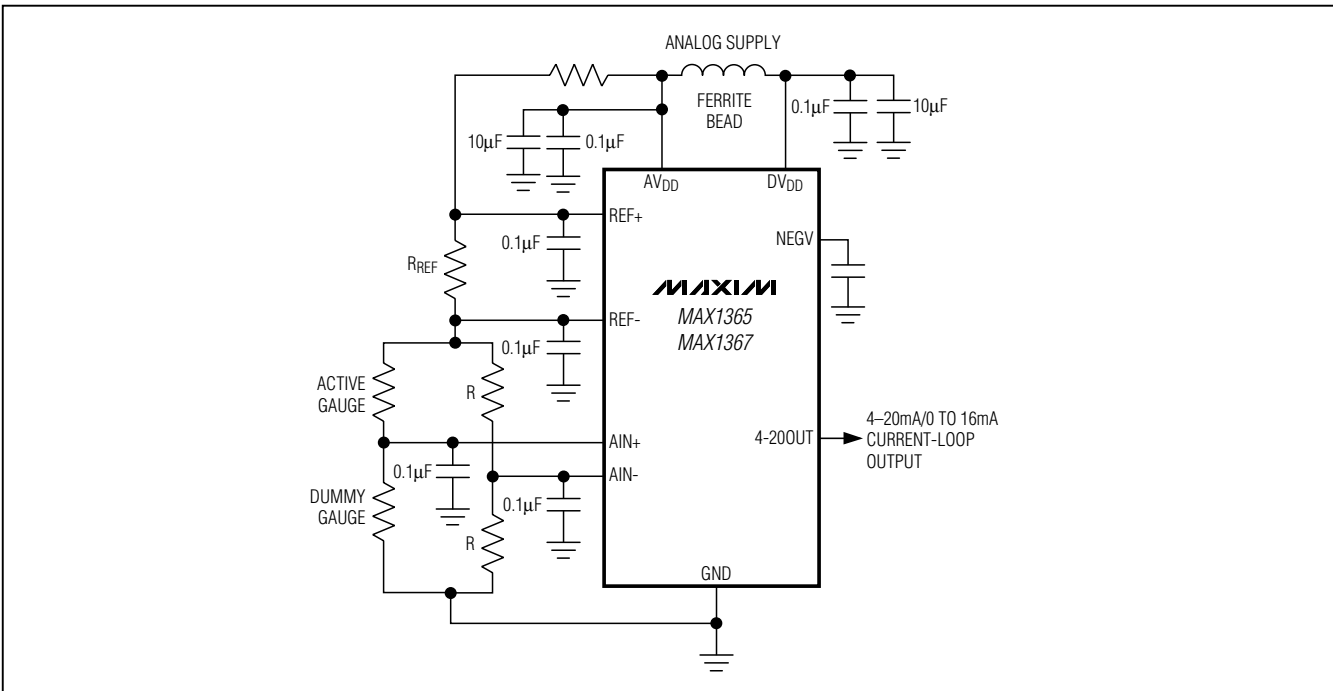 ANALOG SUPPLY
FERRITE
BEAD
0.1µF
10µF
10µF
0.1µF
AVDD
DVDD
REF+
0.1µF
NEGV
RREF
MAXIM
MAX1365
MAX1367
REF-
0.1µF
ACTIVE
GAUGE
R
4-20OUT
4–20mA/0 TO 16mA
CURRENT-LOOP
OUTPUT
AIN+
0.1µF
AIN-
DUMMY
GAUGE
0.1µF
R
GND